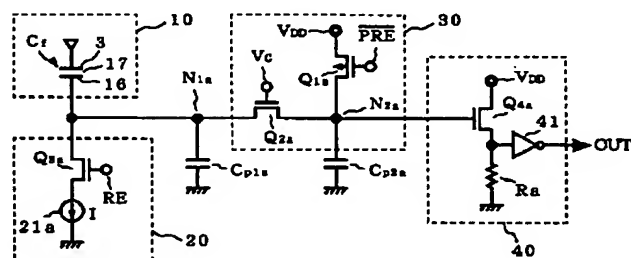 10
Cf
3
17
16
30
VDD
PRE
VC
Q1a
N1a
N2a
Q2a
VDD
Q4a
41
OUT
Q3a
RE
Cp1a
Cp2a
Ra
21a
I
20
40